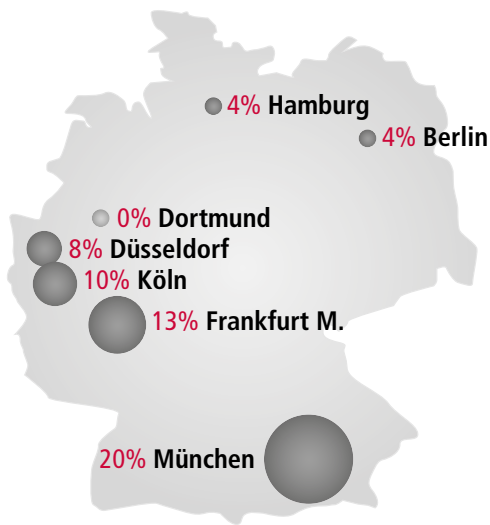 4% Hamburg
4% Berlin
0% Dortmund
8% Düsseldorf
10% Köln
13% Frankfurt M.
20% München